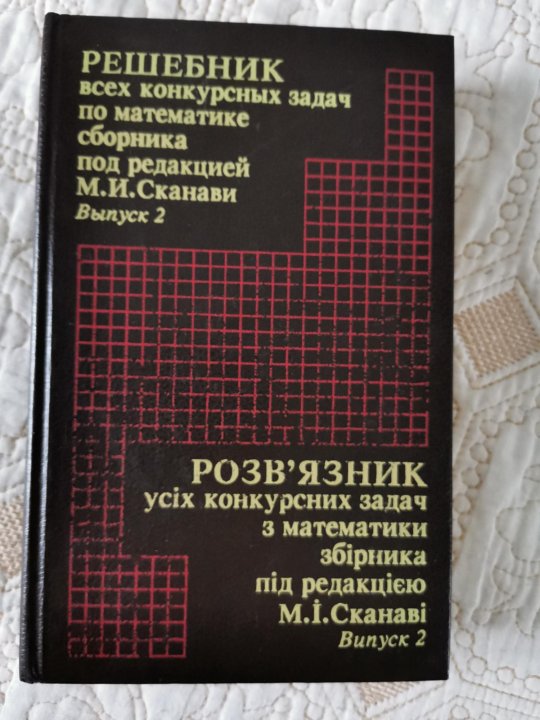 РЕШЕБНИК
всех конкурсных задач
по математике
сборника
под редакцией
М.И.Сканави
Выпуск 2
РОЗВ'ЯЗНИК
усіх конкурсних задач
з математики
збірника
під редакцією
М.І.Сканаві
Випуск 2